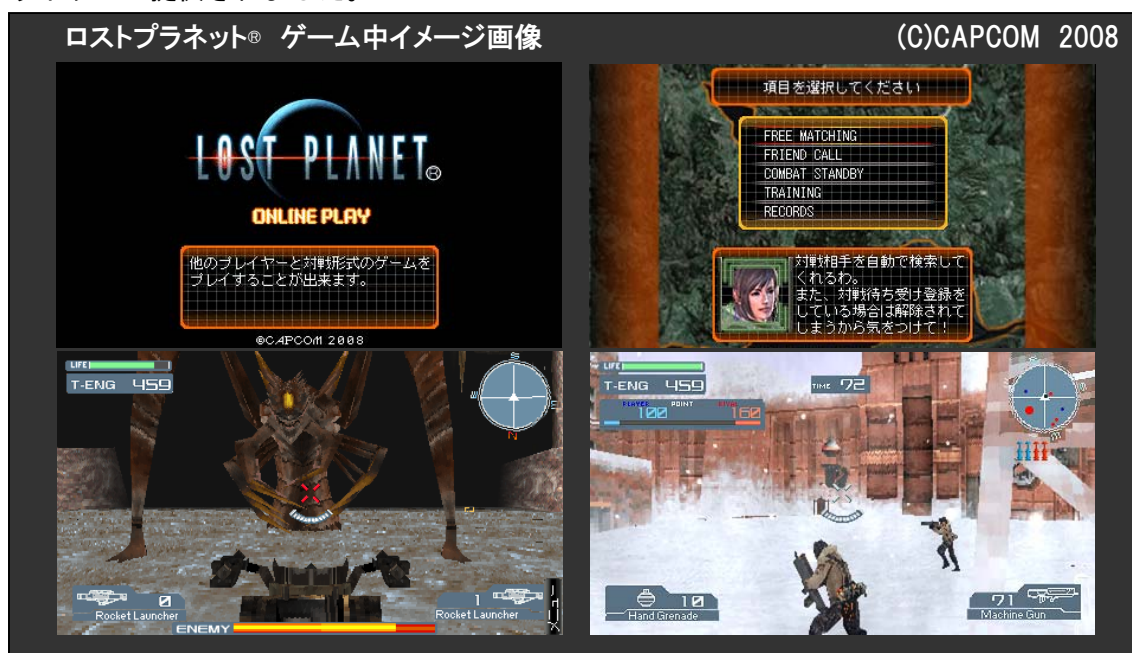 ロストプラネット® ゲーム中イメージ画像
(C)CAPCOM 2008
LOST PLANET®
ONLINE PLAY
他のプレイヤーと対戦形式のゲームを
プレイすることが出来ます。
©CAPCOM 2008
項目を選択してください
FREE MATCHING
FRIEND CALL
COMBAT STANDBY
TRAINING
RECORDS
対戦相手を自動で検索して
くれるわ。
また、対戦待ち受け登録を
している場合は解除されて
しまうから気をつけて！
LIFE
T-ENG 459
N
0
Rocket Launcher
1
Rocket Launcher
ENEMY
LIFE
T-ENG 459
TIME 72
PLAYER POINT RIVAL
100 160
10
Hand Grenade
71
Machine Gun